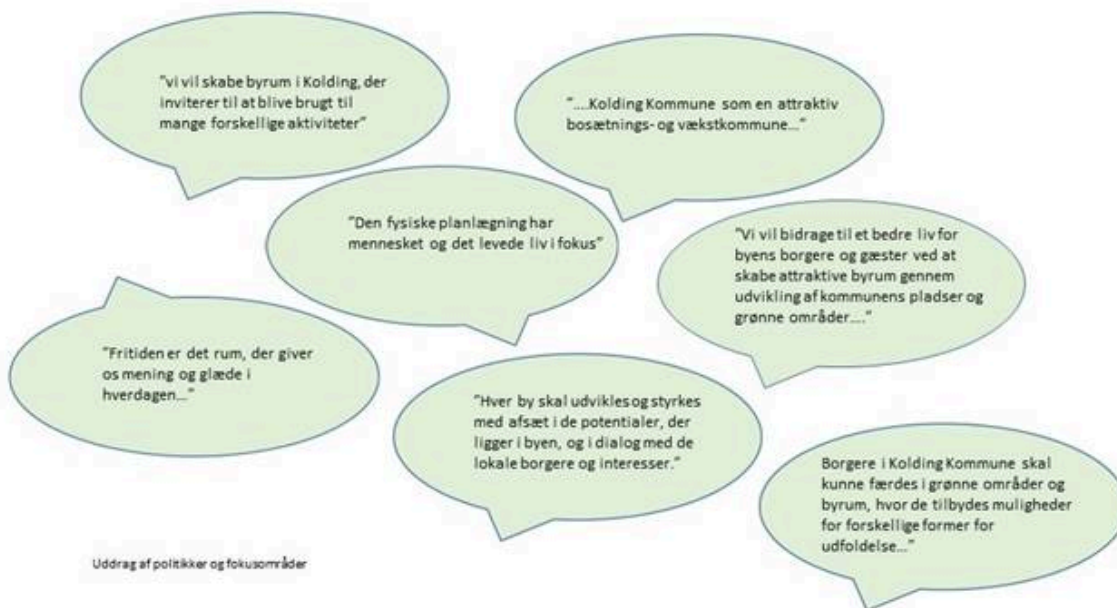 "vi vil skabe byrum i Kolding, der
inviterer til at blive brugt til
mange forskellige aktiviteter"
"....Kolding Kommune som en attraktiv
bosætnings- og vækstkommune..."
"Den fysiske planlægning har
mennesket og det levede liv i fokus"
"Vi vil bidrage til et bedre liv for
byens borgere og gæster ved at
skabe attraktive byrum gennem
udvikling af kommunens pladser og
grønne områder...."
"Fritiden er det rum, der giver
os mening og glæde i
hverdagen..."
"Hver by skal udvikles og styrkes
med afsæt i de potentialer, der
ligger i byen, og i dialog med de
lokale borgere og interesser."
Borgere i Kolding Kommune skal
kunne færdes i grønne områder og
byrum, hvor de tilbydes muligheder
for forskellige former for
udfoldelse..."
Uddrag af politikker og fokusområder